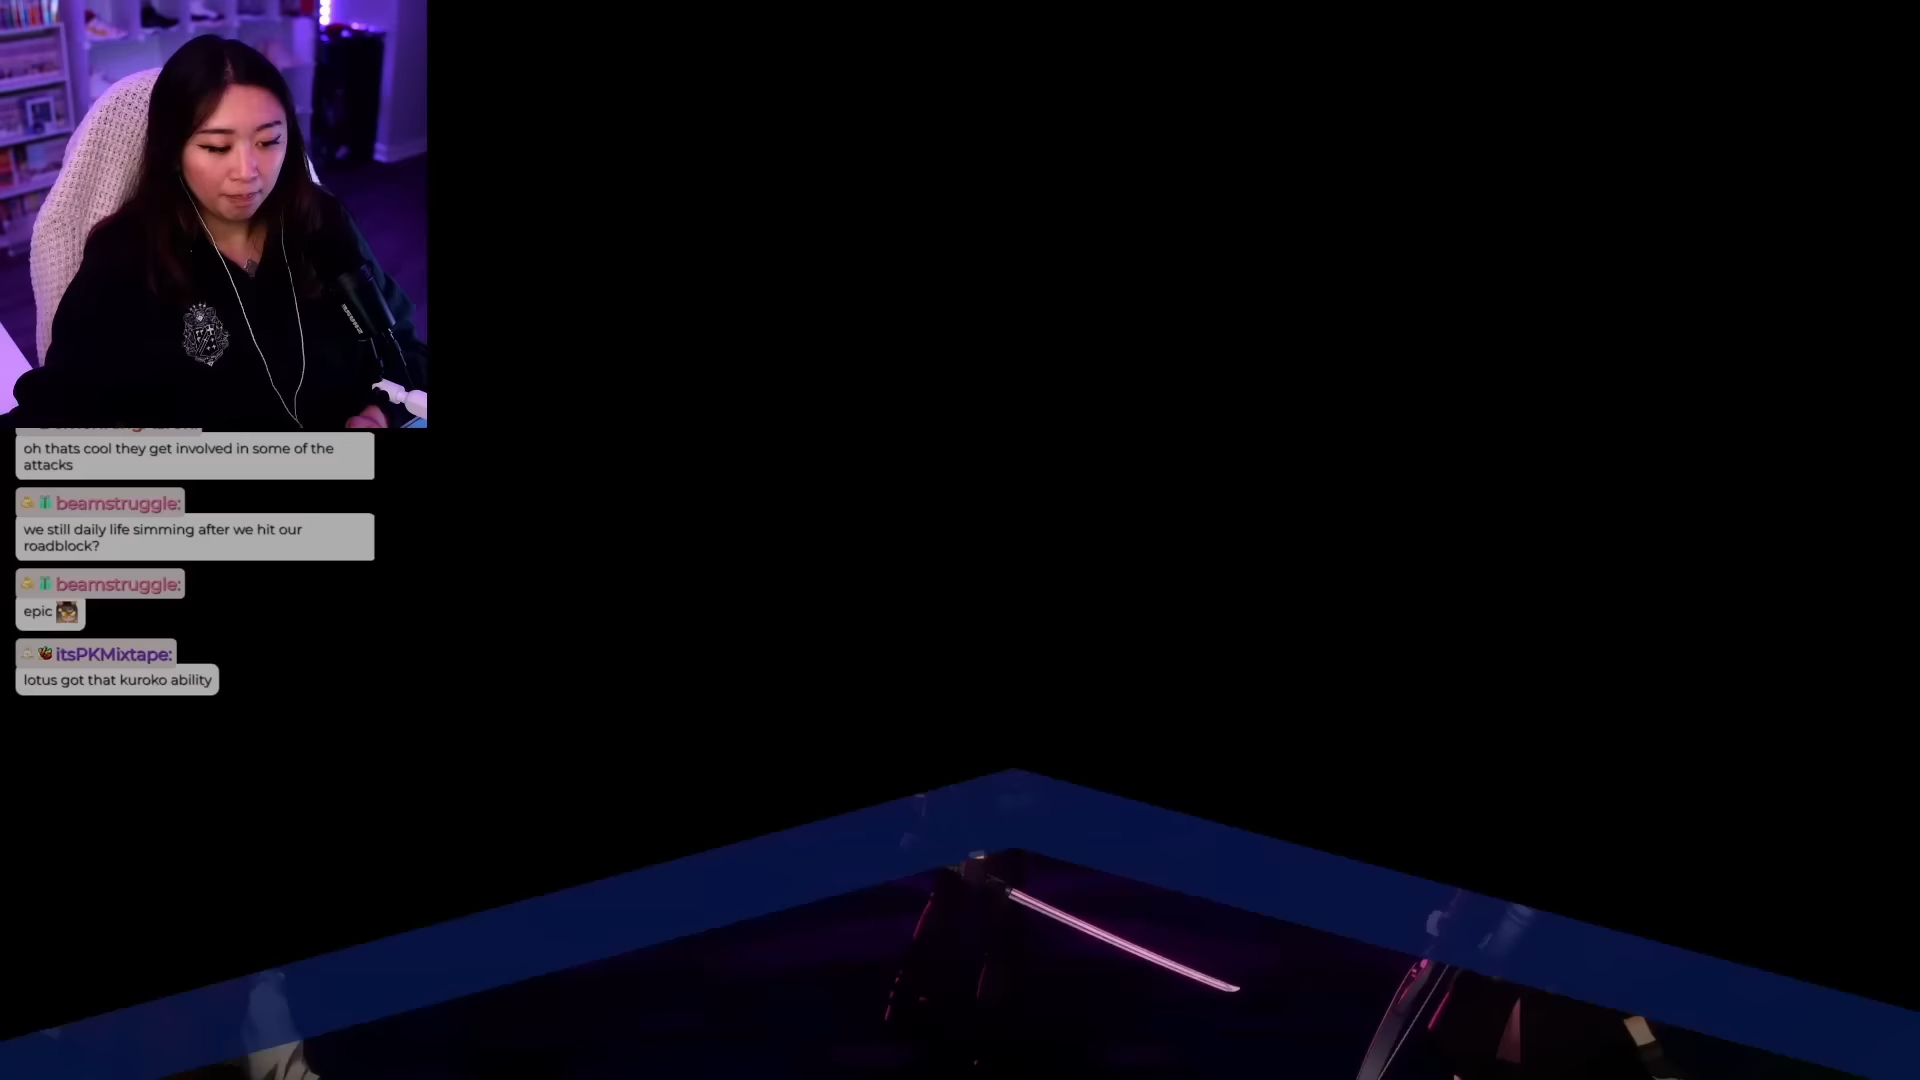 oh thats cool they get involved in some of the
attacks
beamstruggle:
we still daily life simming after we hit our
roadblock?
beamstruggle:
epic
itsPKMixtape:
lotus got that kuroko ability